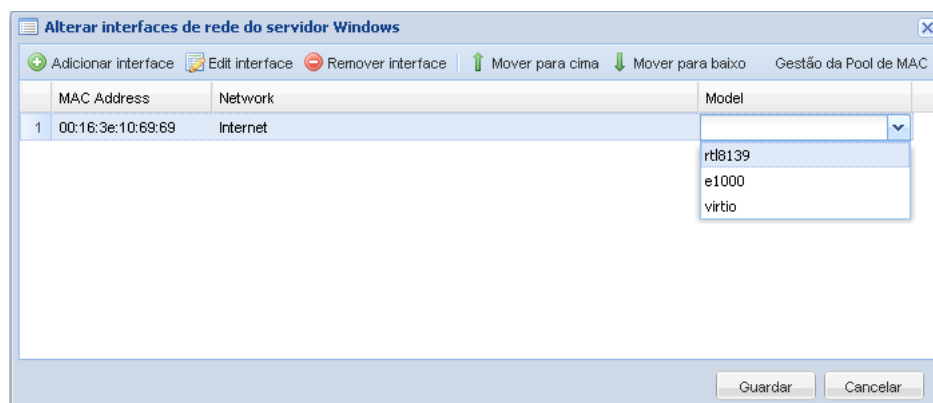 Alterar interfaces de rede do servidor Windows
Adicionar interface Edit interface Remover interface Mover para cima Mover para baixo Gestão da Pool de MAC
MAC Address Network Model
1 00:16:3e:10:69:69 Internet
rtl8139
e1000
virtio
Guardar Cancelar